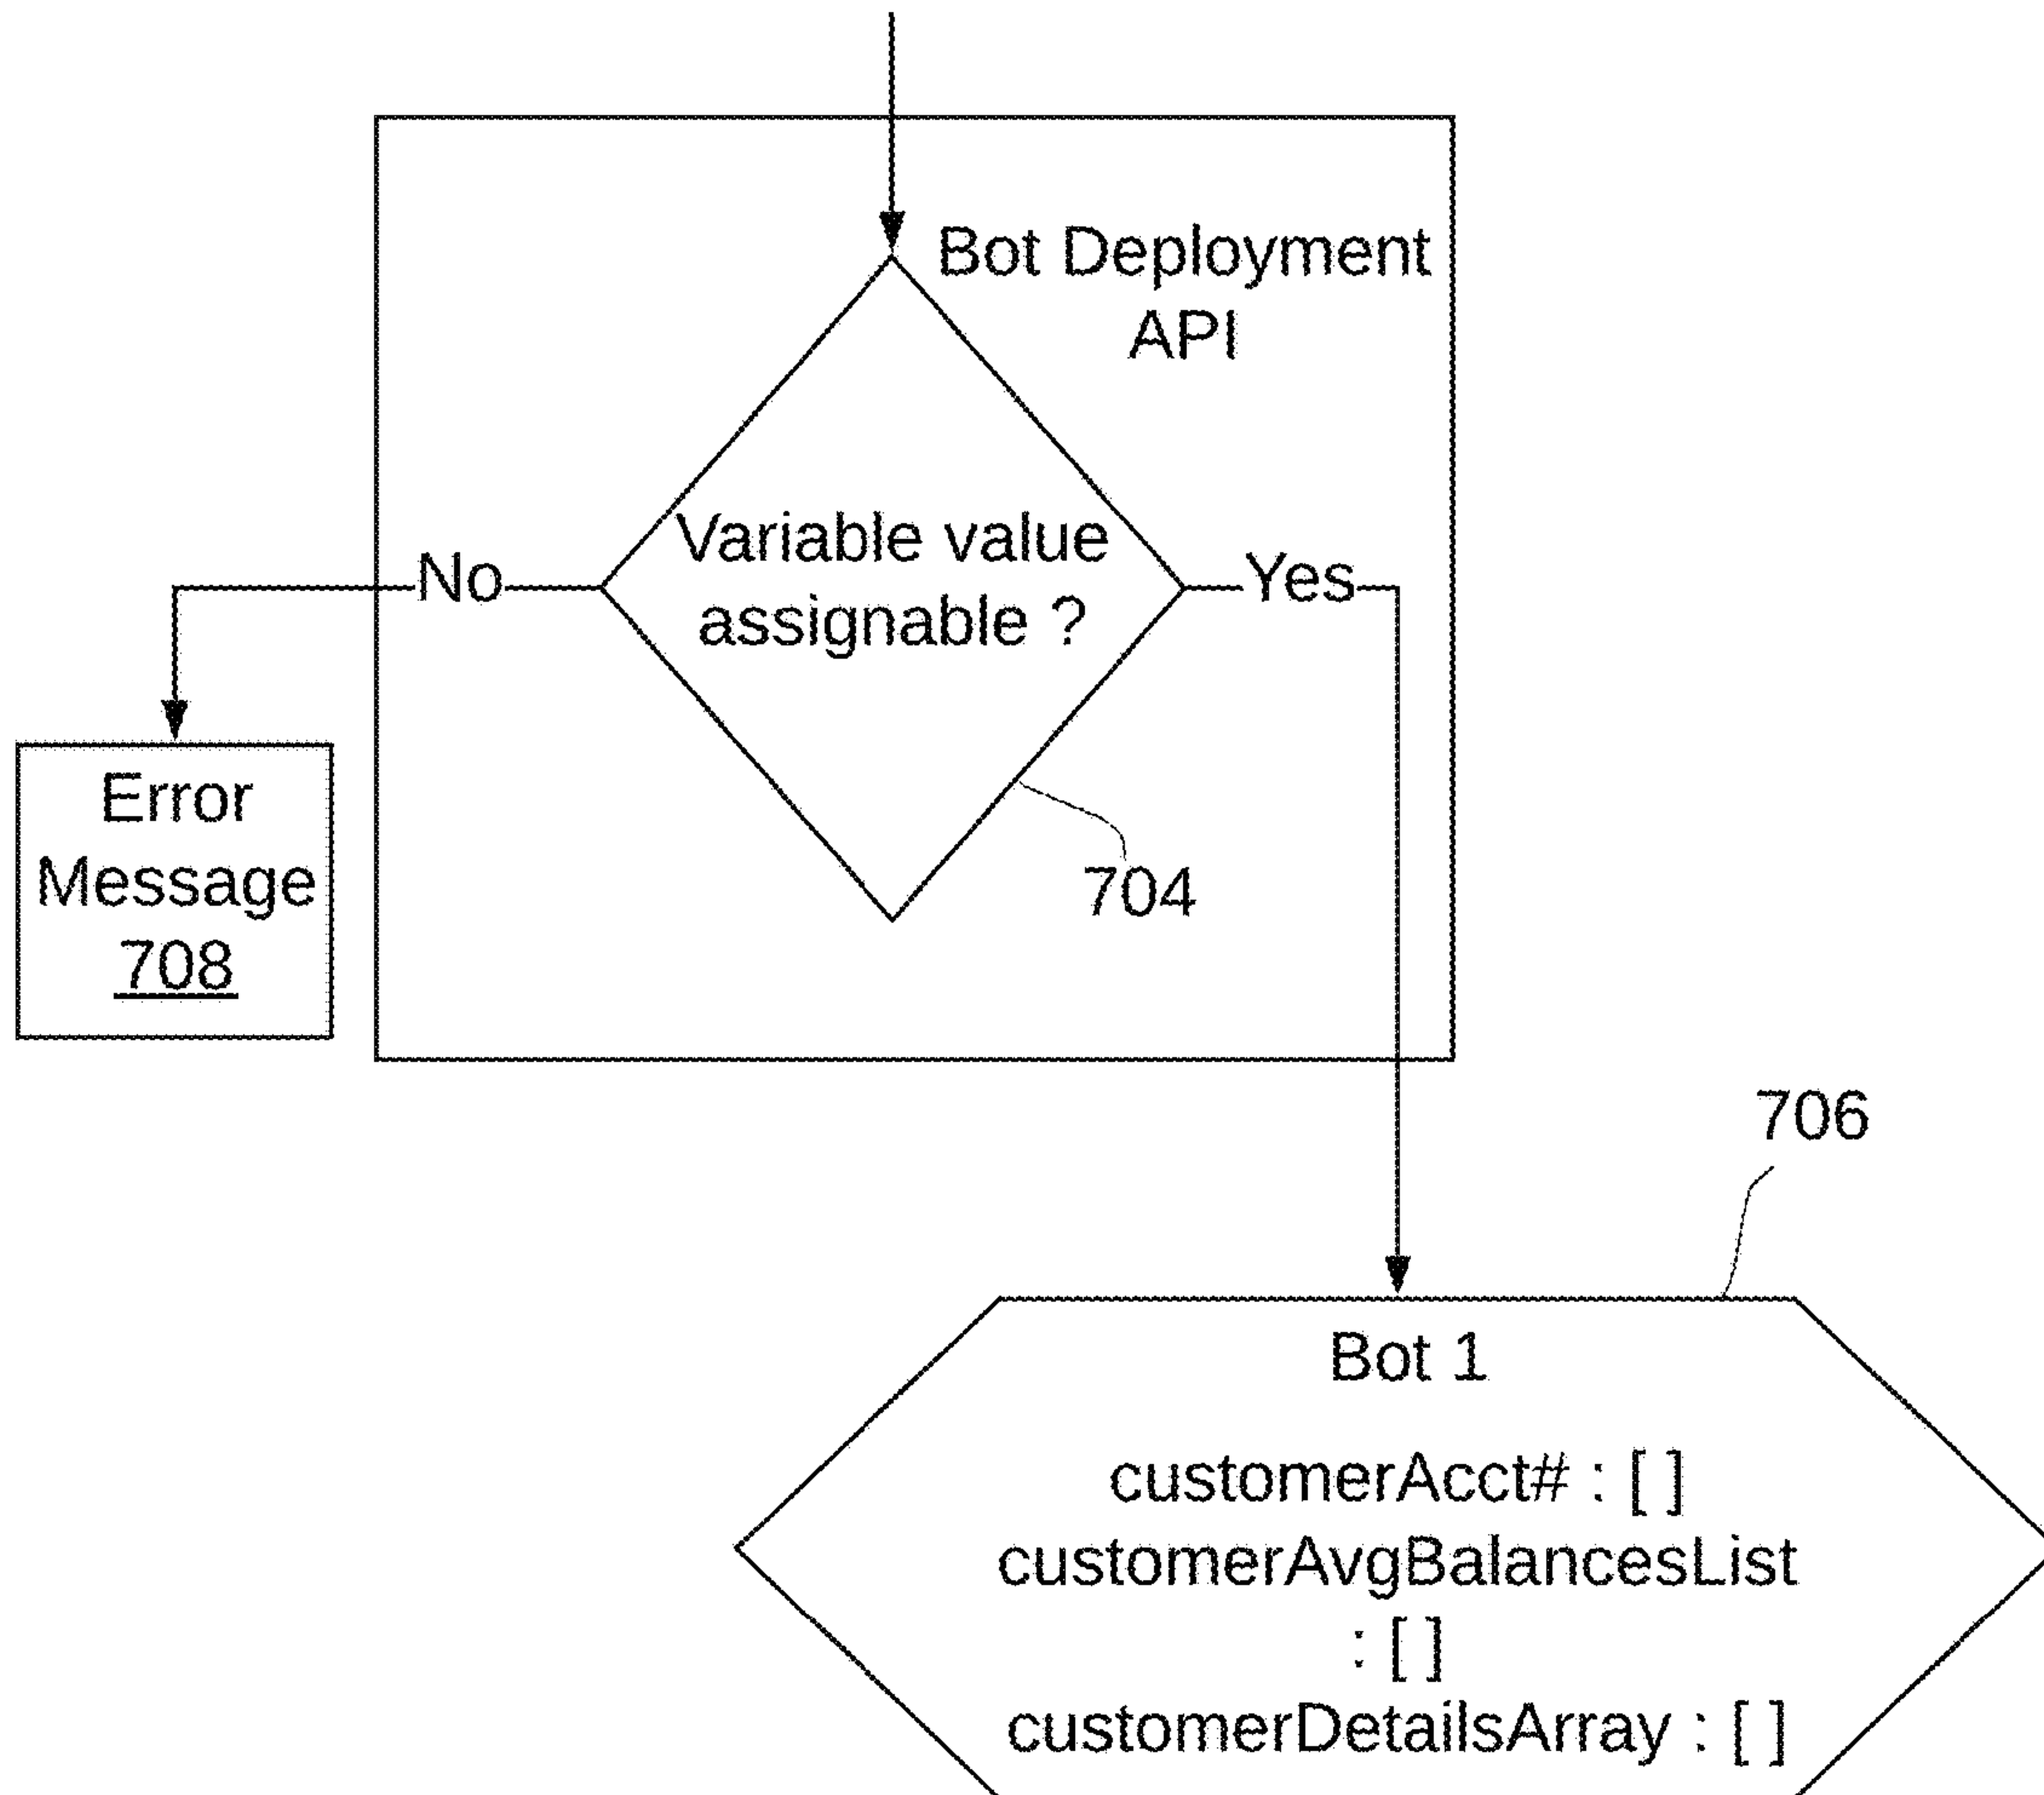 Bot Deployment
API
Variable value
assignable ?
No
Yes
Error
Message
708
704
706
Bot 1
customerAcct# : [ ]
customerAvgBalancesList
: [ ]
customerDetailsArray : [ ]